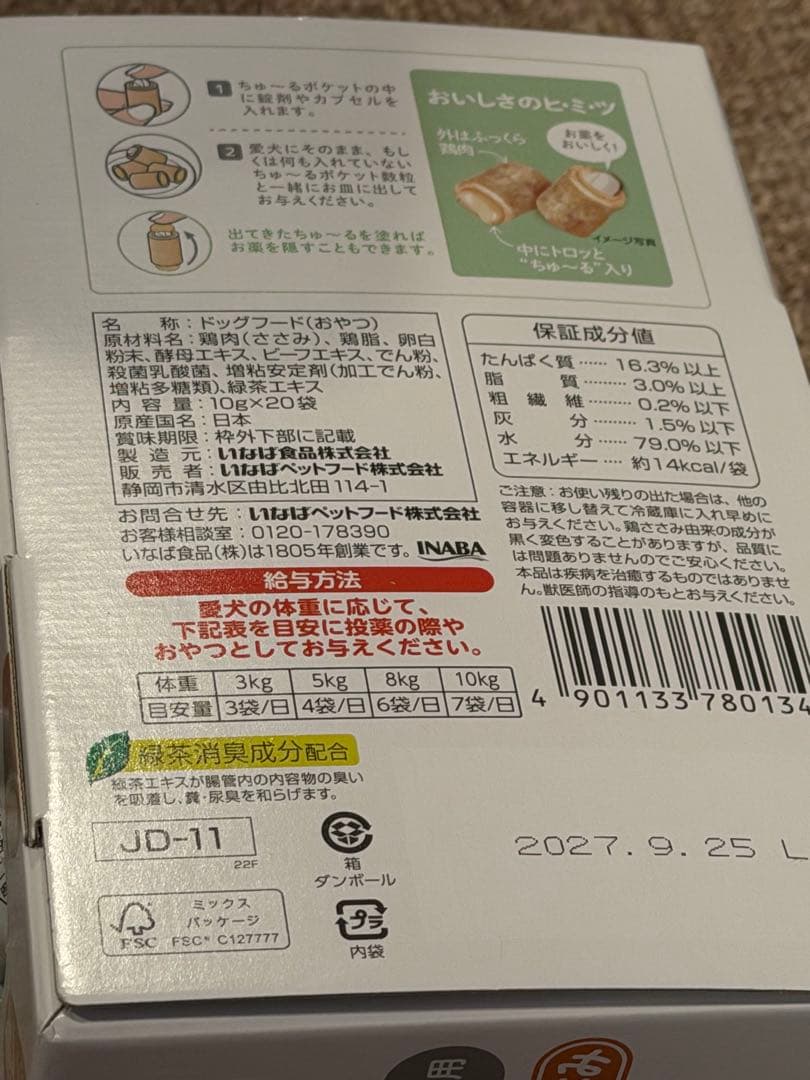 1 ちゅ〜るポケットの中
に錠剤やカプセルを
入れます。
2 愛犬にそのまま、もし
くは何も入れていない
ちゅ〜るポケット数粒
と一緒にお皿に出して
お与えください。
出てきたちゅ〜るを塗れば
お薬を隠すこともできます。
おいしさのヒ・ミ・ツ
外はふっくら
鶏肉
お薬を
おいしく!
イメージ写真
中にトロッと
“ちゅ〜る”入り
名称:ドッグフード(おやつ)
原材料名:鶏肉(ささみ)、鶏脂、卵白
粉末、酵母エキス、ビーフエキス、でん粉、
殺菌乳酸菌、増粘安定剤(加工でん粉、
増粘多糖類)、緑茶エキス
内容量:10g×20袋
原産国名:日本
賞味期限:枠外下部に記載
製造元:いなば食品株式会社
販売者:いなばペットフード株式会社
静岡市清水区由比北田114-1
お問合せ先:いなばペットフード株式会社
お客様相談室:0120-178390
いなば食品(株)は1805年創業です。 INABA
保証成分値
たんぱく質 …… 16.3%以上
脂質 ……… 3.0%以上
粗繊維 ……… 0.2%以下
灰分 ……… 1.5%以下
水分 …… 79.0%以下
エネルギー … 約14kcal/袋
ご注意:お使い残りの出た場合は、他の
容器に移し替えて冷蔵庫に入れ早めに
お与えください。鶏ささみ由来の成分が
黒く変色することがありますが、品質に
は問題ありませんのでご安心ください。
本品は疾病を治癒するものではありませ
ん。獣医師の指導のもとお与えください。
給与方法
愛犬の体重に応じて、
下記表を目安に投薬の際や
おやつとしてお与えください。
体重 3kg 5kg 8kg 10kg
目安量 3袋/日 4袋/日 6袋/日 7袋/日
4 901133 780134
緑茶消臭成分配合
緑茶エキスが腸管内の内容物の臭い
を吸着し、糞・尿臭を和らげます。
JD-11
22F
箱
ダンボール
2027.9.25 L
FSC
ミックス
パッケージ
FSC® C127777
プラ
内袋
用